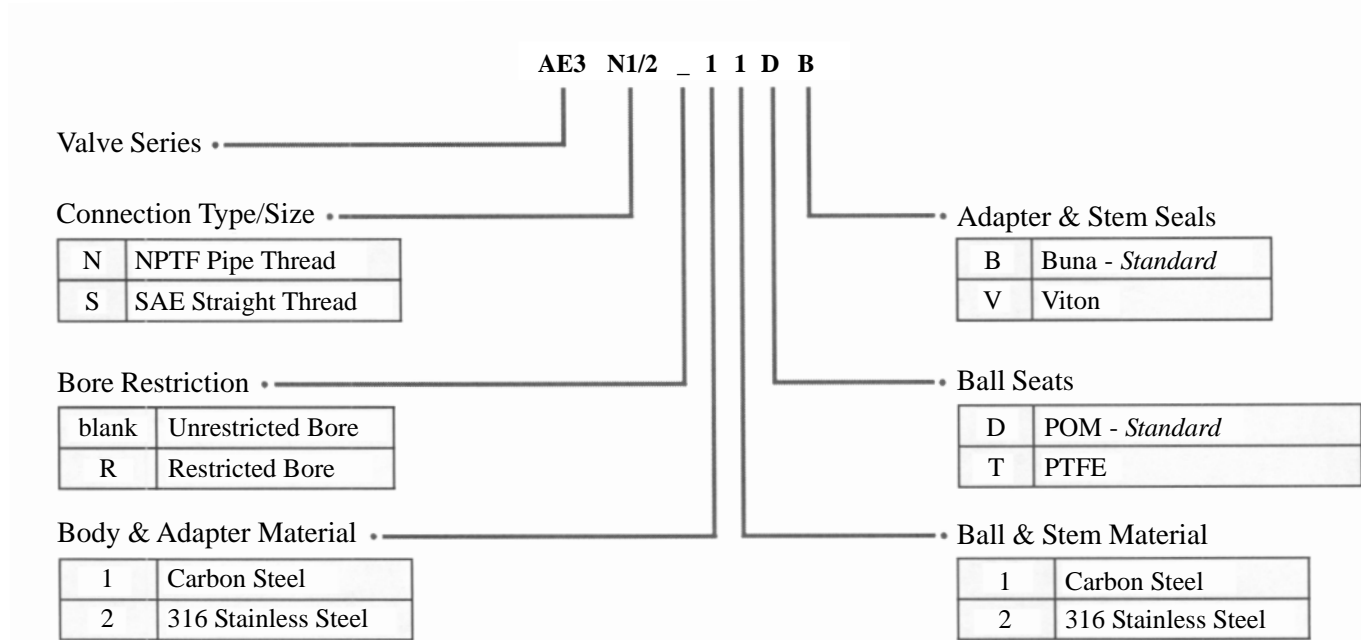 AE3 N1/2 _ 1 1 D B
Valve Series
Connection Type/Size
N NPTF Pipe Thread
S SAE Straight Thread
Adapter & Stem Seals
B Buna - Standard
V Viton
Bore Restriction
blank Unrestricted Bore
R Restricted Bore
Ball Seats
D POM - Standard
T PTFE
Body & Adapter Material
1 Carbon Steel
2 316 Stainless Steel
Ball & Stem Material
1 Carbon Steel
2 316 Stainless Steel